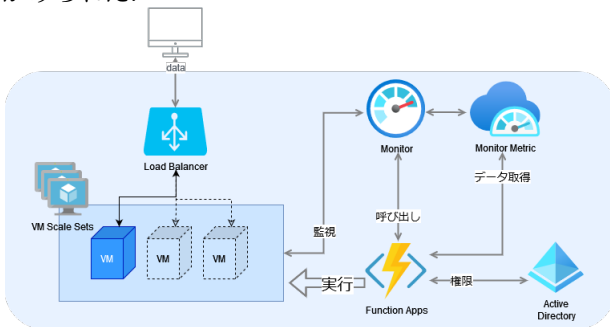 data
Load Balancer
Monitor
Monitor Metric
VM Scale Sets
VM
VM
VM
監視
呼び出し
データ取得
実行
Function Apps
権限
Active
Directory